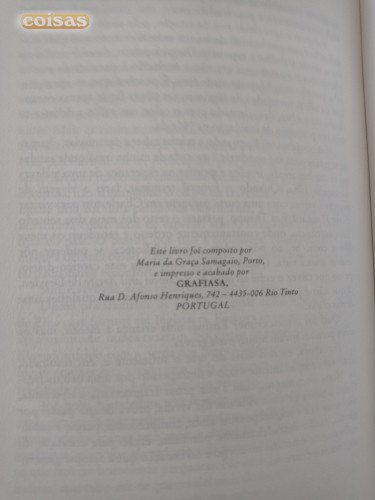 coisas
Este livro foi composto por
Maria da Graça Samagaio, Porto,
e impresso e acabado por
GRAFIASA,
Rua D. Afonso Henriques, 742 – 4435-006 Rio Tinto
PORTUGAL